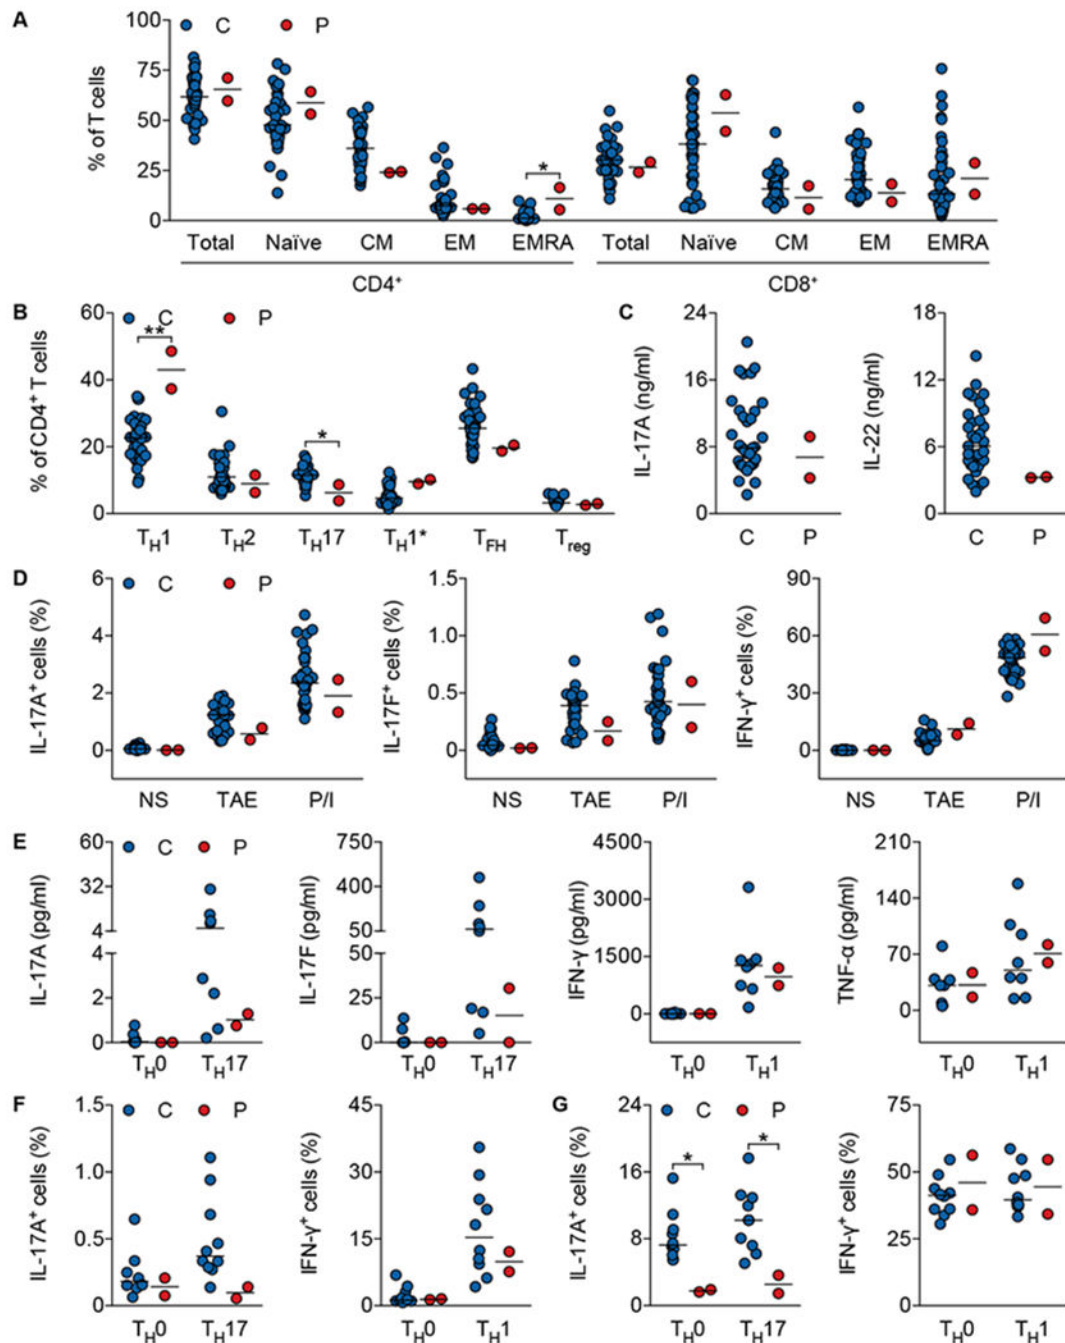 A
C P
% of T cells
100
75
50
25
0
Total Naïve CM EM EMRA Total Naïve CM EM EMRA
*
CD4+ CD8+
B
C P
% of CD4+ T cells
60
40
20
0
** *
TH1 TH2 TH17 TH1* TFH Treg
C
IL-17A (ng/ml)
24
16
8
0
C P
IL-22 (ng/ml)
18
12
6
0
C P
D
C P
IL-17A+ cells (%)
6
4
2
0
NS TAE P/I
IL-17F+ cells (%)
1.5
1.0
0.5
0
NS TAE P/I
IFN-γ+ cells (%)
90
60
30
0
NS TAE P/I
E
C P
IL-17A (pg/ml)
60
32
4
4
2
0
TH0 TH17
IL-17F (pg/ml)
750
400
50
50
25
0
TH0 TH17
IFN-γ (pg/ml)
4500
3000
1500
0
TH0 TH1
TNF-α (pg/ml)
210
140
70
0
TH0 TH1
F
C P
IL-17A+ cells (%)
1.5
1.0
0.5
0
TH0 TH17
IFN-γ+ cells (%)
45
30
15
0
TH0 TH1
G
C P
IL-17A+ cells (%)
24
16
8
0
* *
TH0 TH17
IFN-γ+ cells (%)
75
50
25
0
TH0 TH1